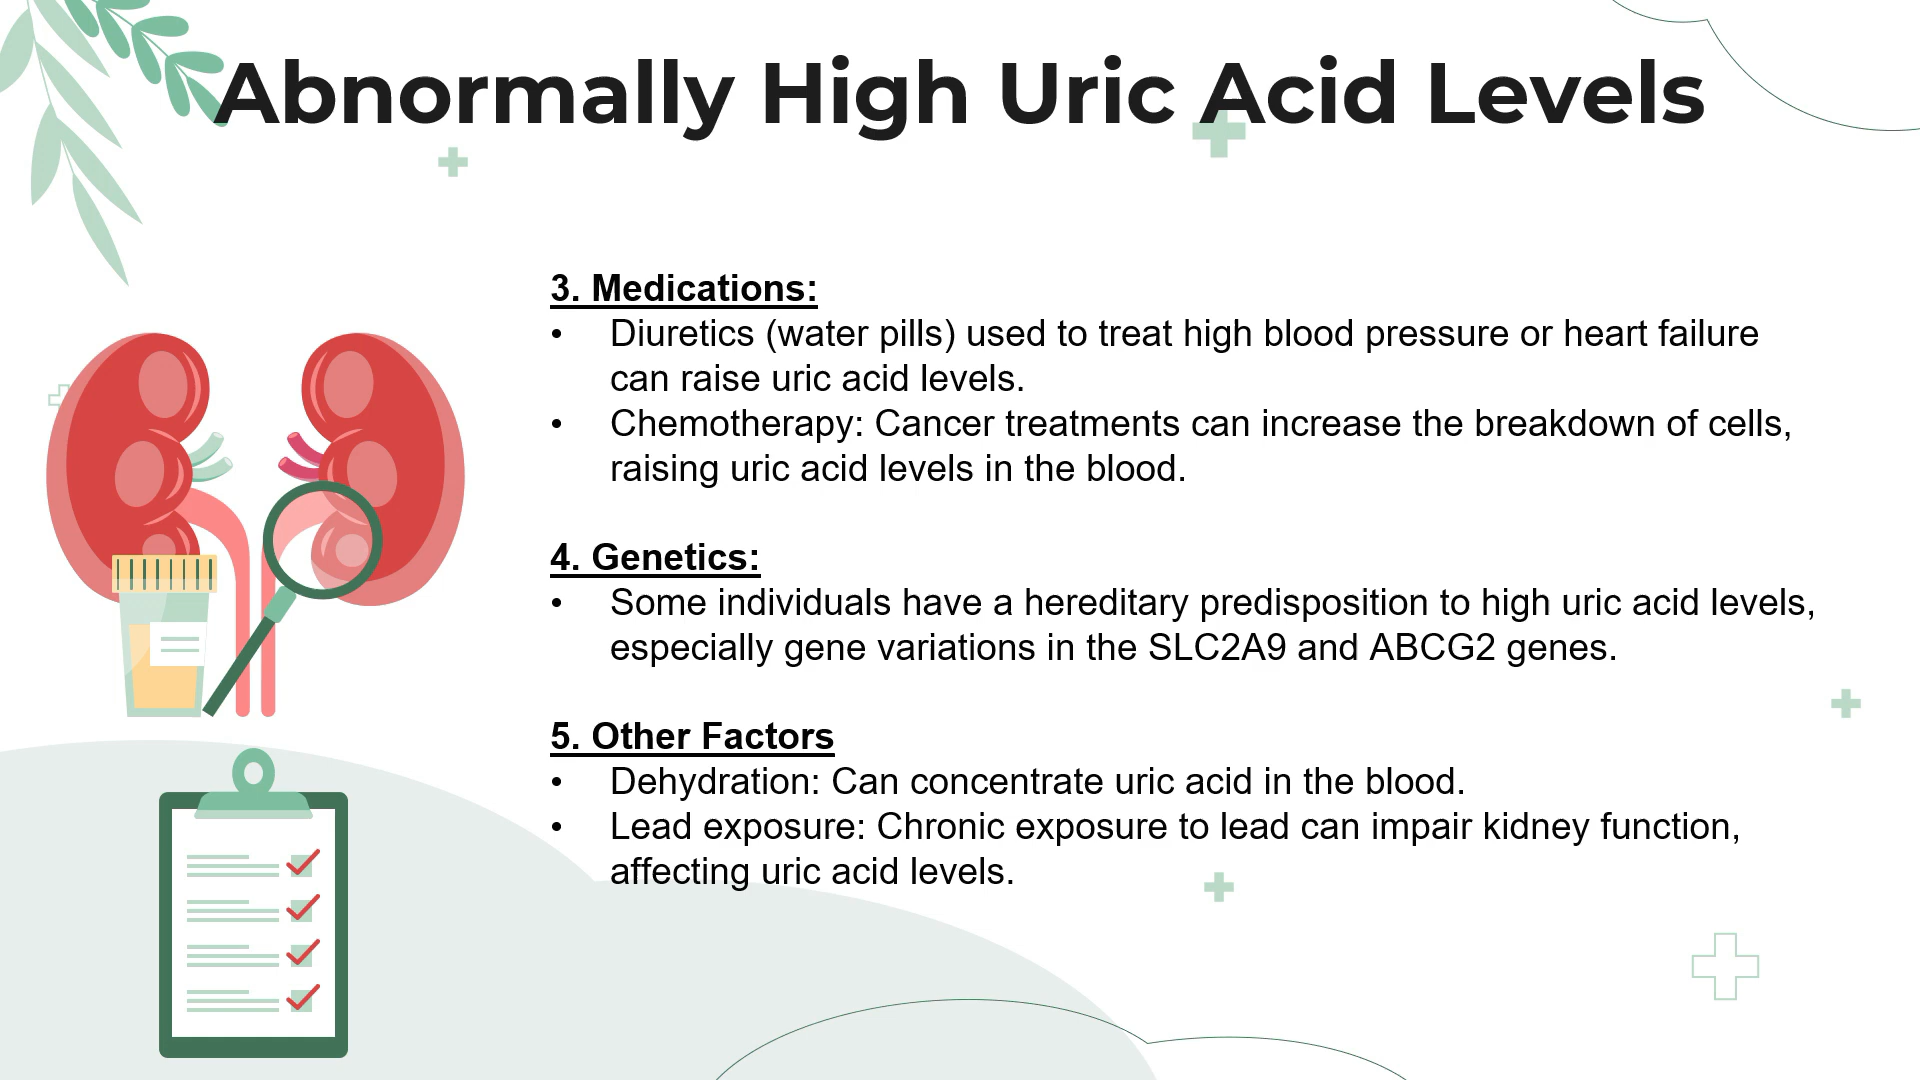 Abnormally High Uric Acid Levels
3. Medications:
• Diuretics (water pills) used to treat high blood pressure or heart failure
can raise uric acid levels.
• Chemotherapy: Cancer treatments can increase the breakdown of cells,
raising uric acid levels in the blood.
4. Genetics:
• Some individuals have a hereditary predisposition to high uric acid levels,
especially gene variations in the SLC2A9 and ABCG2 genes.
5. Other Factors
• Dehydration: Can concentrate uric acid in the blood.
• Lead exposure: Chronic exposure to lead can impair kidney function,
affecting uric acid levels.